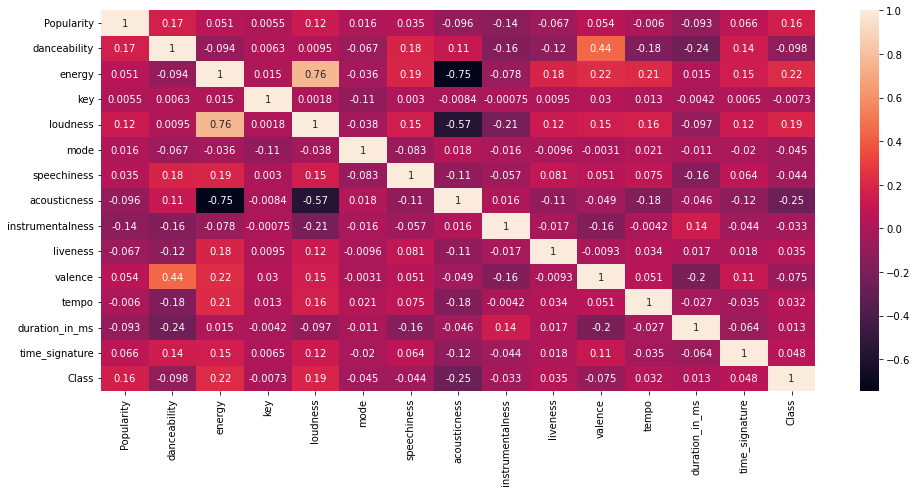 Popularity 1 0.17 0.051 0.0055 0.12 0.016 0.035 -0.096 -0.14 -0.067 0.054 -0.006 -0.093 0.066 0.16
danceability 0.17 1 -0.094 0.0063 0.0095 -0.067 0.18 0.11 -0.16 -0.12 0.44 -0.18 -0.24 0.14 -0.098
energy 0.051 -0.094 1 0.015 0.76 -0.036 0.19 -0.75 -0.078 0.18 0.22 0.21 0.015 0.15 0.22
key 0.0055 0.0063 0.015 1 0.0018 -0.11 0.003 -0.0084 -0.00075 0.0095 0.03 0.013 -0.0042 0.0065 -0.0073
loudness 0.12 0.0095 0.76 0.0018 1 -0.038 0.15 -0.57 -0.21 0.12 0.15 0.16 -0.097 0.12 0.19
mode 0.016 -0.067 -0.036 -0.11 -0.038 1 -0.083 0.018 -0.016 -0.0096 -0.0031 0.021 -0.011 -0.02 -0.045
speechiness 0.035 0.18 0.19 0.003 0.15 -0.083 1 -0.11 -0.057 0.081 0.051 0.075 -0.16 0.064 -0.044
acousticness -0.096 0.11 -0.75 -0.0084 -0.57 0.018 -0.11 1 0.016 -0.11 -0.049 -0.18 -0.046 -0.12 -0.25
instrumentalness -0.14 -0.16 -0.078 -0.00075 -0.21 -0.016 -0.057 0.016 1 -0.017 -0.16 -0.0042 0.14 -0.044 -0.033
liveness -0.067 -0.12 0.18 0.0095 0.12 -0.0096 0.081 -0.11 -0.017 1 -0.0093 0.034 0.017 0.018 0.035
valence 0.054 0.44 0.22 0.03 0.15 -0.0031 0.051 -0.049 -0.16 -0.0093 1 0.051 -0.2 0.11 -0.075
tempo -0.006 -0.18 0.21 0.013 0.16 0.021 0.075 -0.18 -0.0042 0.034 0.051 1 -0.027 -0.035 0.032
duration_in_ms -0.093 -0.24 0.015 -0.0042 -0.097 -0.011 -0.16 -0.046 0.14 0.017 -0.2 -0.027 1 -0.064 0.013
time_signature 0.066 0.14 0.15 0.0065 0.12 -0.02 0.064 -0.12 -0.044 0.018 0.11 -0.035 -0.064 1 0.048
Class 0.16 -0.098 0.22 -0.0073 0.19 -0.045 -0.044 -0.25 -0.033 0.035 -0.075 0.032 0.013 0.048 1
Popularity
danceability
energy
key
loudness
mode
speechiness
acousticness
instrumentalness
liveness
valence
tempo
duration_in_ms
time_signature
Class
1.0
0.8
0.6
0.4
0.2
0.0
−0.2
−0.4
−0.6